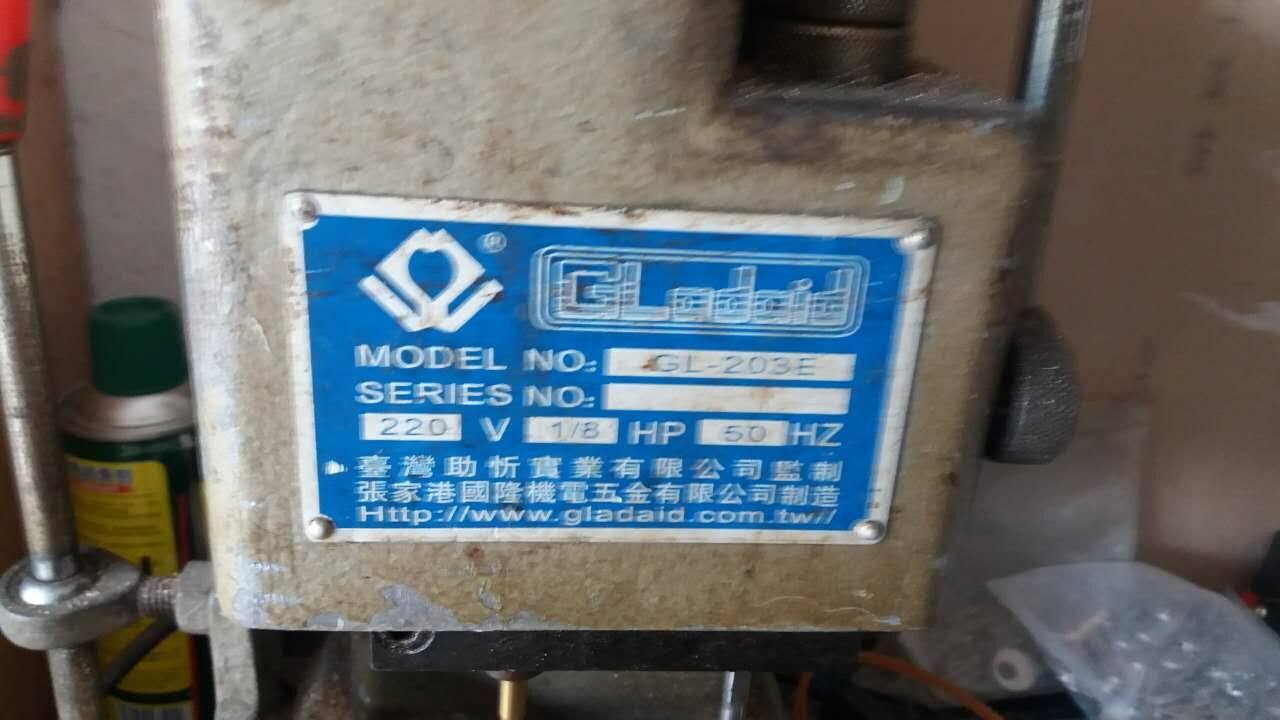 ®
GLadaid
MODEL NO: GL-203E
SERIES NO:
220 V 1/8 HP 50 HZ
臺灣助忻實業有限公司監制
張家港國隆機電五金有限公司制造
Http://www.gladaid.com.tw//